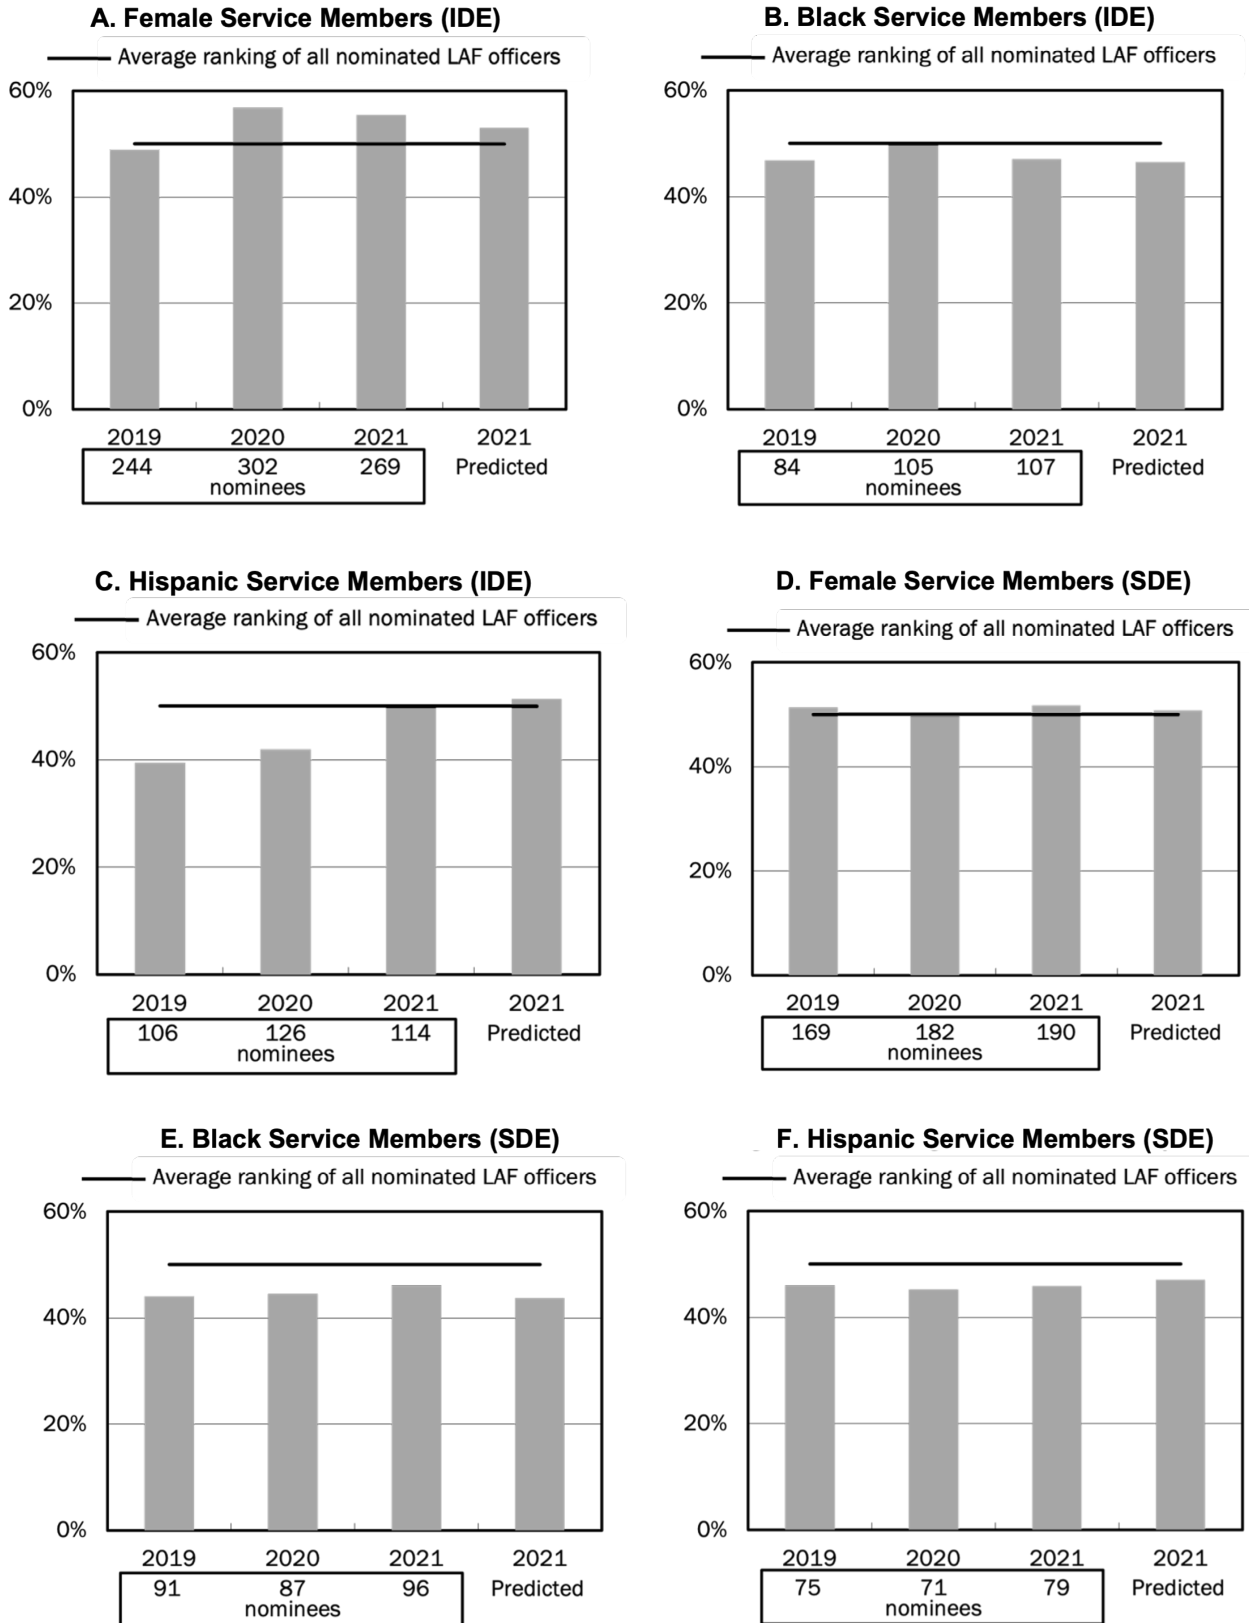 A. Female Service Members (IDE)
Average ranking of all nominated LAF officers
60%
40%
20%
0%
2019 2020 2021 2021
244 302 269 Predicted
nominees
B. Black Service Members (IDE)
Average ranking of all nominated LAF officers
60%
40%
20%
0%
2019 2020 2021 2021
84 105 107 Predicted
nominees
C. Hispanic Service Members (IDE)
Average ranking of all nominated LAF officers
60%
40%
20%
0%
2019 2020 2021 2021
106 126 114 Predicted
nominees
D. Female Service Members (SDE)
Average ranking of all nominated LAF officers
60%
40%
20%
0%
2019 2020 2021 2021
169 182 190 Predicted
nominees
E. Black Service Members (SDE)
Average ranking of all nominated LAF officers
60%
40%
20%
0%
2019 2020 2021 2021
91 87 96 Predicted
nominees
F. Hispanic Service Members (SDE)
Average ranking of all nominated LAF officers
60%
40%
20%
0%
2019 2020 2021 2021
75 71 79 Predicted
nominees